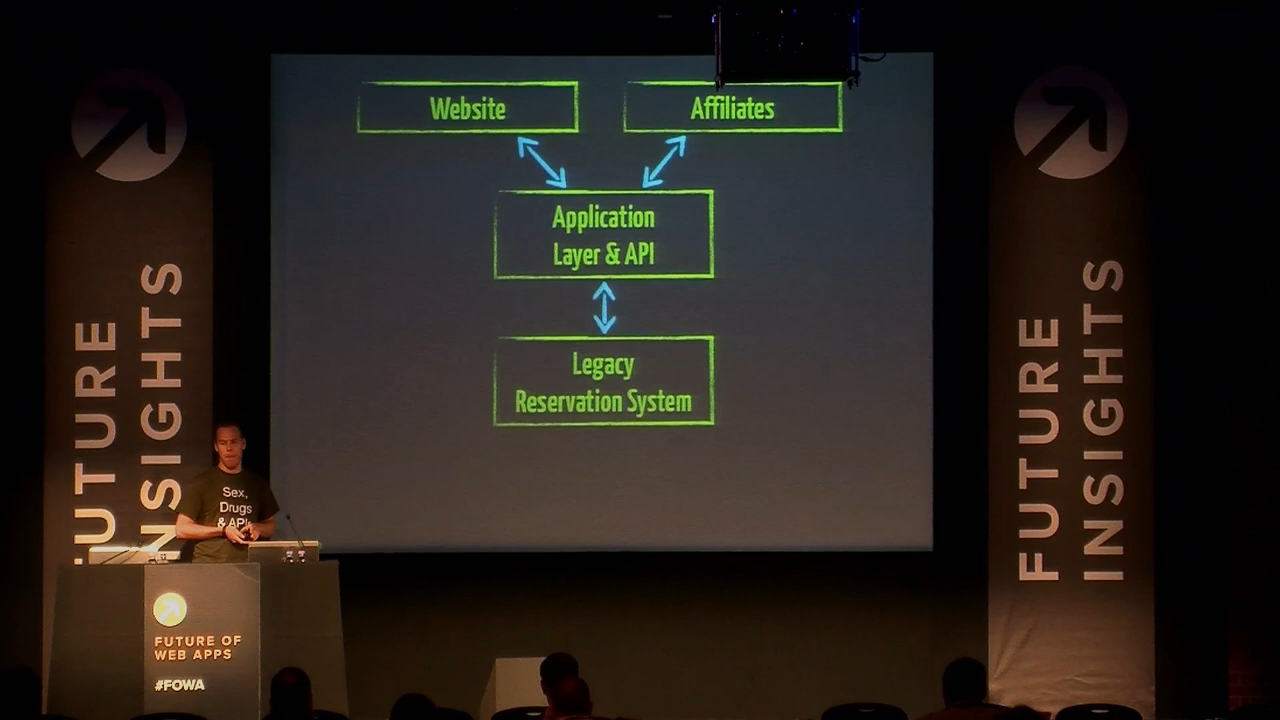 Website
Affiliates
Application
Layer & API
Legacy
Reservation System
FUTURE
INSIGHTS
FUTURE
INSIGHTS
Sex,
Drugs
&
FUTURE OF
WEB APPS
#FOWA